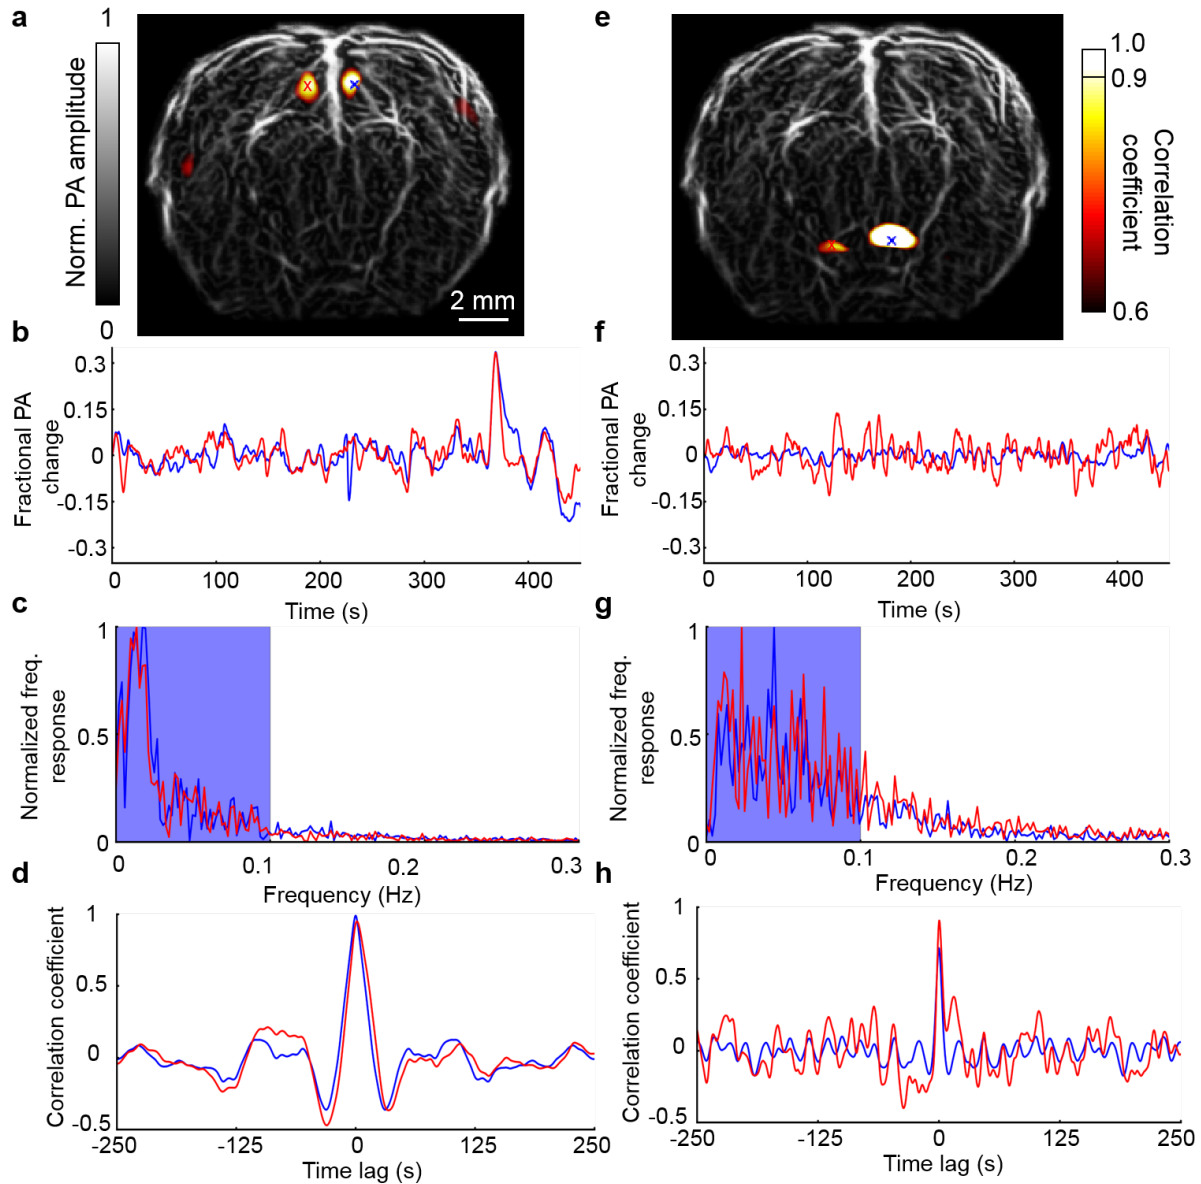 a
1
Norm. PA amplitude
0
x
x
2 mm
e
x
x
1.0
0.9
0.6
Correlation
coefficient
b
0.3
0.15
0
-0.15
-0.3
Fractional PA
change
0
100
200
300
400
Time (s)
f
0.3
0.15
0
-0.15
-0.3
Fractional PA
change
0
100
200
300
400
Time (s)
c
1
0.5
0
Normalized freq.
response
0
0.1
0.2
0.3
Frequency (Hz)
g
1
0.5
0
Normalized freq.
response
0
0.1
0.2
0.3
Frequency (Hz)
d
1
0.5
0
-0.5
Correlation coefficient
-250
-125
0
125
250
Time lag (s)
h
1
0.5
0
-0.5
Correlation coefficient
-250
-125
0
125
250
Time lag (s)